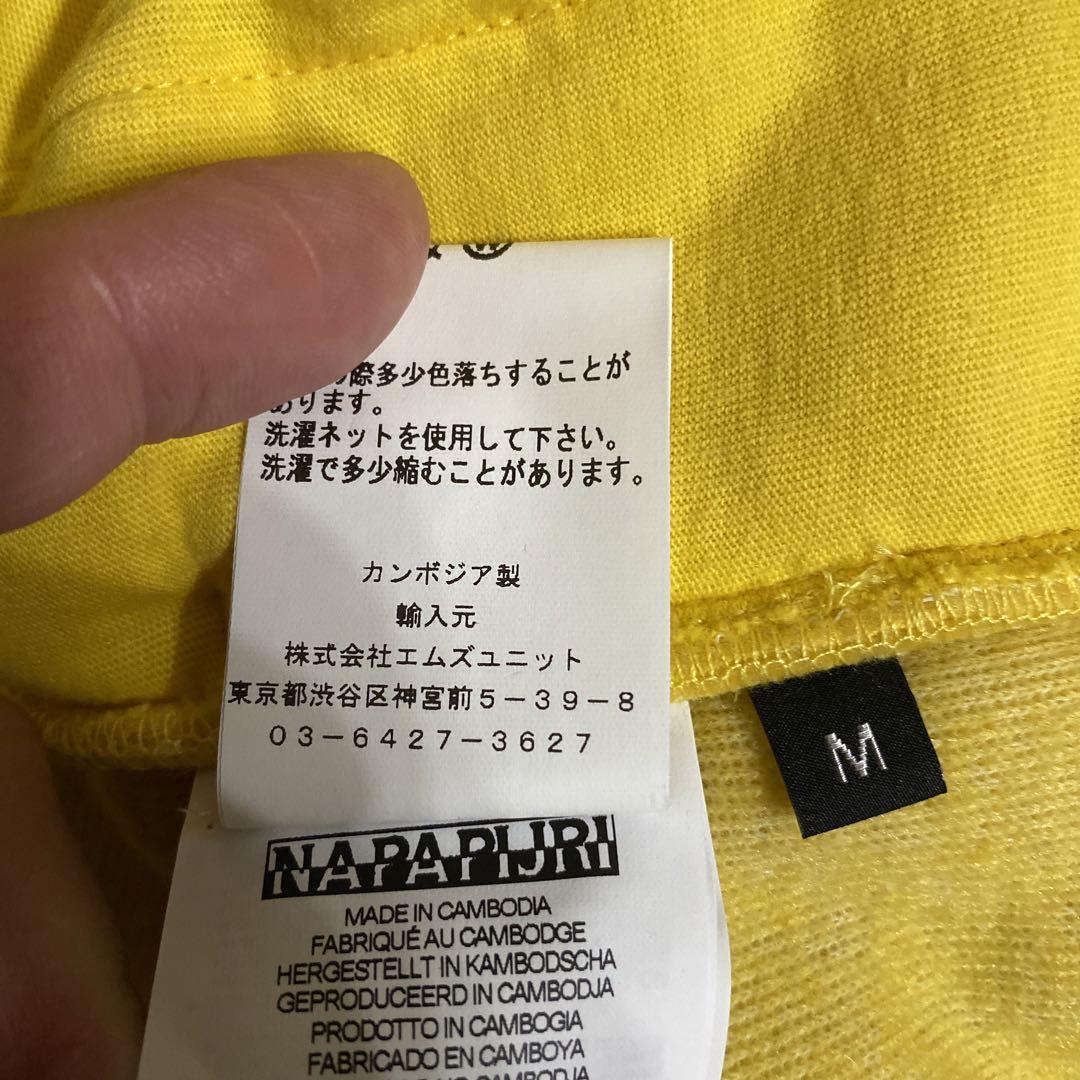 の際多少色落ちすることが
あります。
洗濯ネットを使用して下さい。
洗濯で多少縮むことがあります。
カンボジア製
輸入元
株式会社エムズユニット
東京都渋谷区神宮前5-39-8
03-6427-3627
M
NAPAPIJRI
MADE IN CAMBODIA
FABRIQUÉ AU CAMBODGE
HERGESTELLT IN KAMBODSCHA
GEPRODUCEERD IN CAMBODJA
PRODOTTO IN CAMBOGIA
FABRICADO EN CAMBOYA